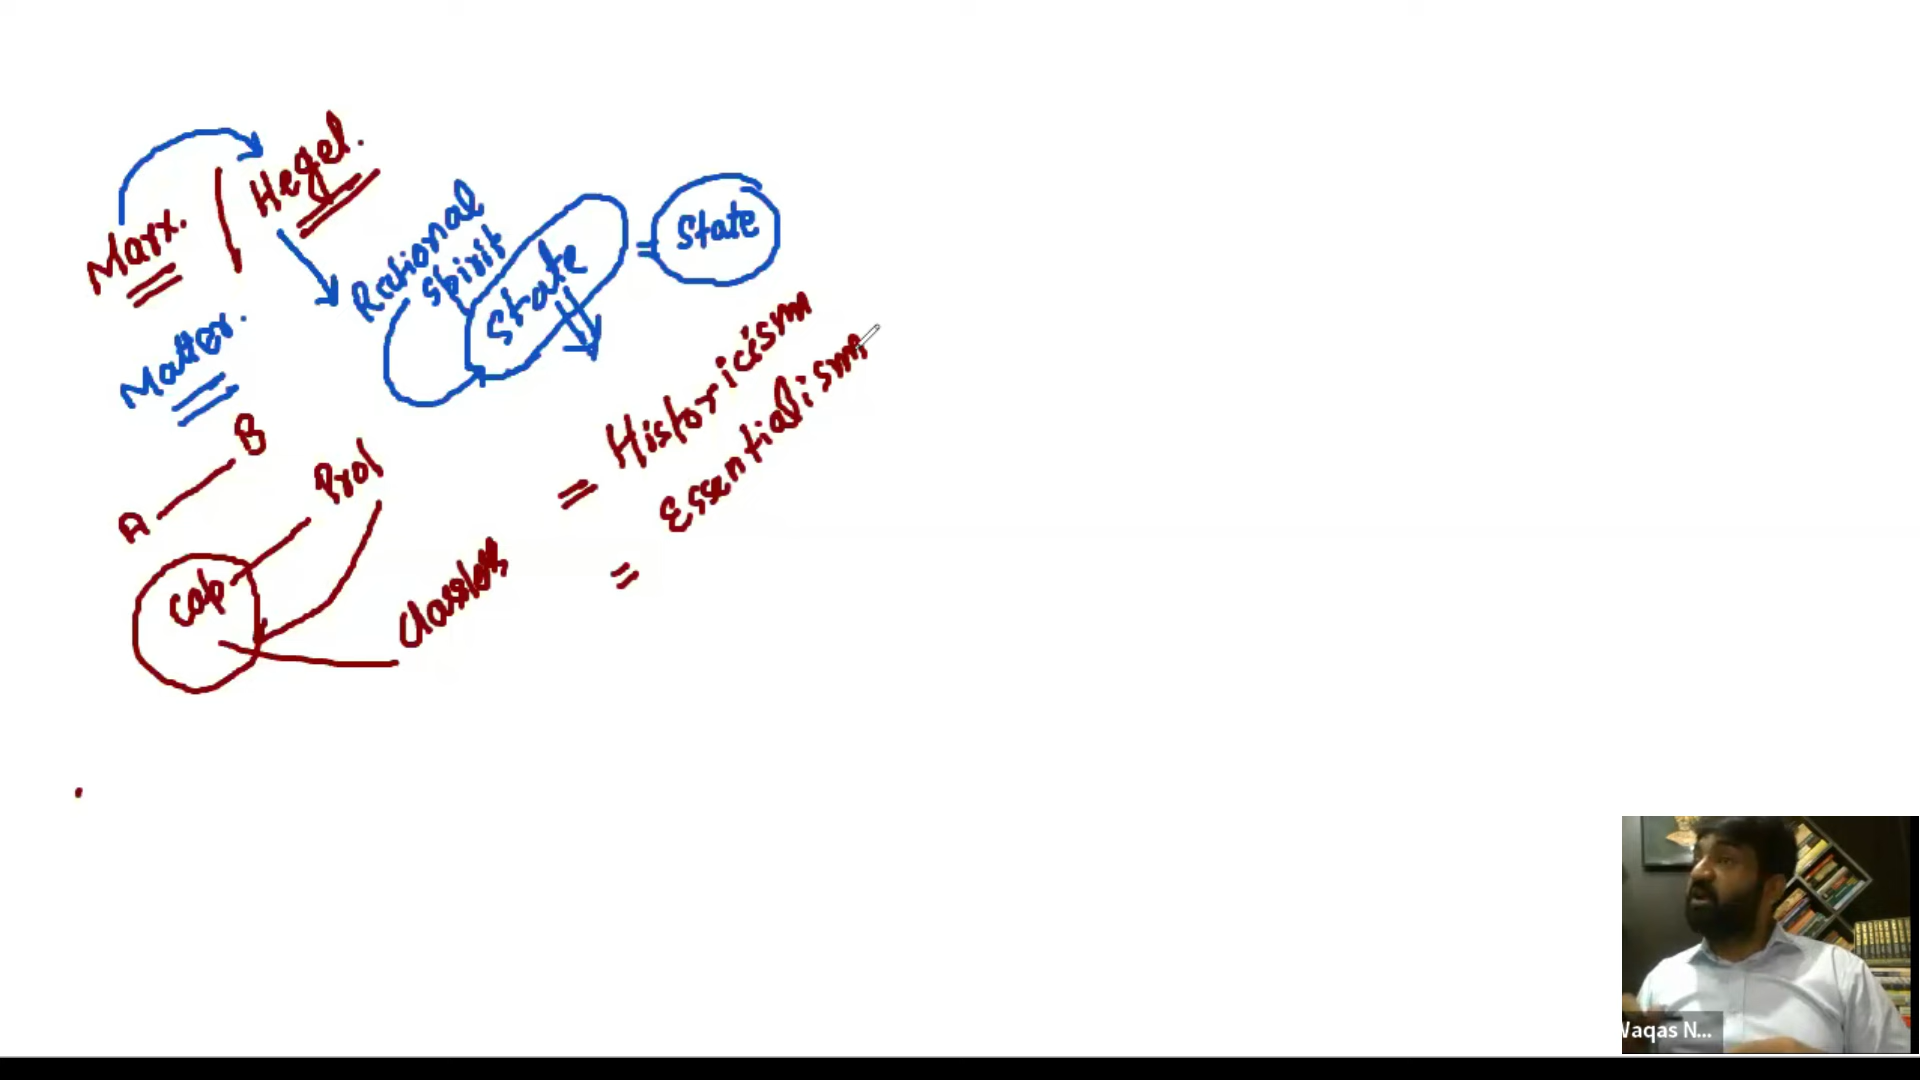 Hegel.
Marx.
Rational
spirit
State
= State
Matter.
B
A
Prol
Cap
Classless
= Historicism
Essentialism
=
Waqas N...